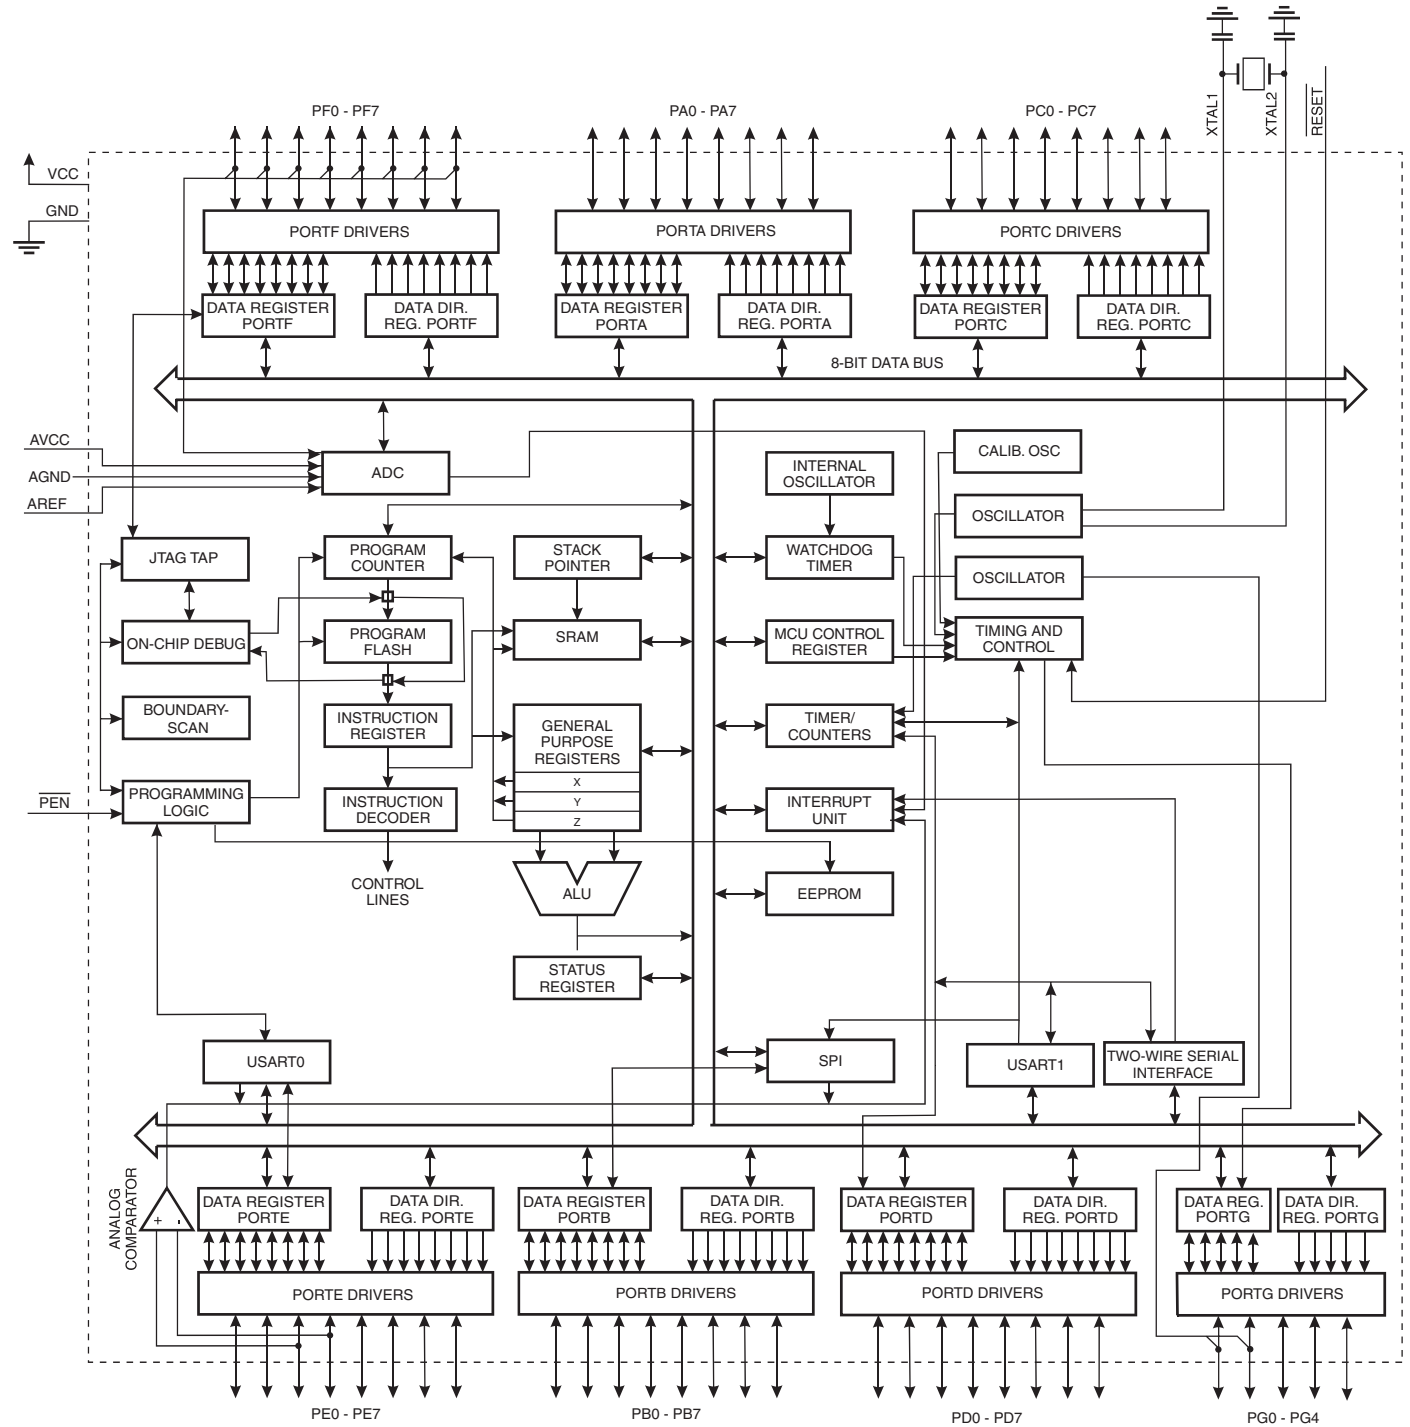 XTAL1
XTAL2
RESET
PF0 - PF7
PA0 - PA7
PC0 - PC7
VCC
GND
PORTF DRIVERS
PORTA DRIVERS
PORTC DRIVERS
DATA REGISTER
PORTF
DATA DIR.
REG. PORTF
DATA REGISTER
PORTA
DATA DIR.
REG. PORTA
DATA REGISTER
PORTC
DATA DIR.
REG. PORTC
8-BIT DATA BUS
AVCC
AGND
AREF
ADC
INTERNAL
OSCILLATOR
CALIB. OSC
OSCILLATOR
JTAG TAP
PROGRAM
COUNTER
STACK
POINTER
WATCHDOG
TIMER
OSCILLATOR
ON-CHIP DEBUG
PROGRAM
FLASH
SRAM
MCU CONTROL
REGISTER
TIMING AND
CONTROL
BOUNDARY-
SCAN
INSTRUCTION
REGISTER
GENERAL
PURPOSE
REGISTERS
X
Y
Z
TIMER/
COUNTERS
PEN
PROGRAMMING
LOGIC
INSTRUCTION
DECODER
INTERRUPT
UNIT
CONTROL
LINES
ALU
EEPROM
STATUS
REGISTER
USART0
SPI
USART1
TWO-WIRE SERIAL
INTERFACE
ANALOG
COMPARATOR
+
-
DATA REGISTER
PORTE
DATA DIR.
REG. PORTE
DATA REGISTER
PORTB
DATA DIR.
REG. PORTB
DATA REGISTER
PORTD
DATA DIR.
REG. PORTD
DATA REG.
PORTG
DATA DIR.
REG. PORTG
PORTE DRIVERS
PORTB DRIVERS
PORTD DRIVERS
PORTG DRIVERS
PE0 - PE7
PB0 - PB7
PD0 - PD7
PG0 - PG4